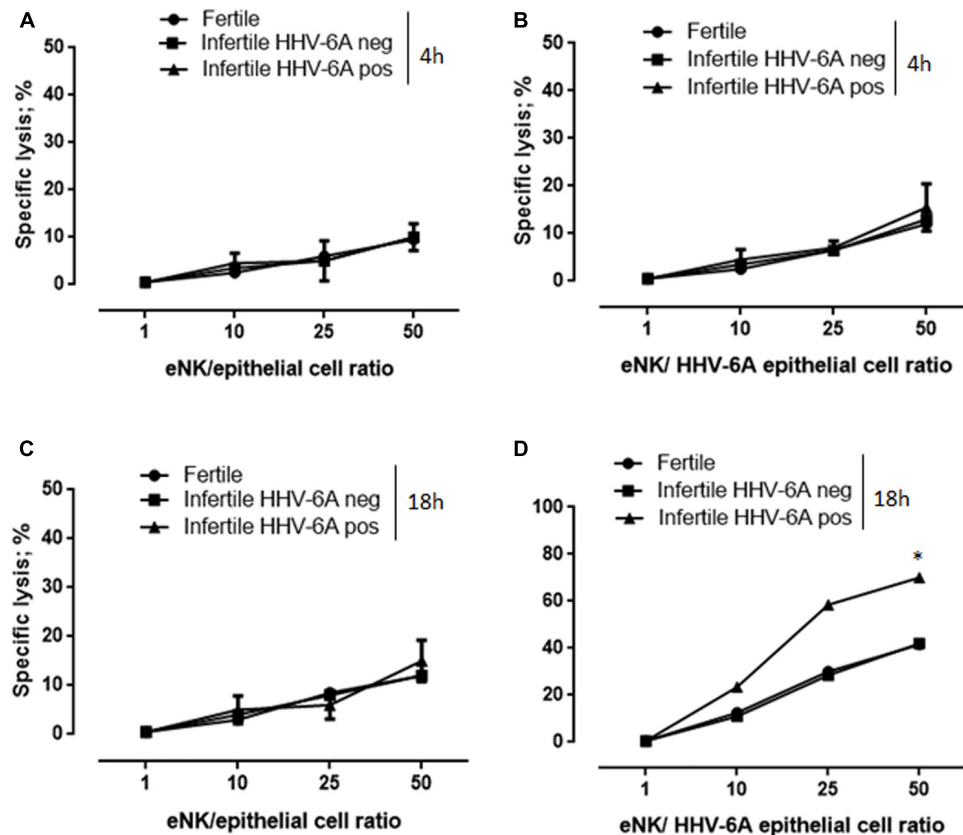 A
Fertile
Infertile HHV-6A neg
Infertile HHV-6A pos
4h
Specific lysis; %
50
40
30
20
10
0
1 10 25 50
eNK/epithelial cell ratio
B
Fertile
Infertile HHV-6A neg
Infertile HHV-6A pos
4h
Specific lysis; %
50
40
30
20
10
0
1 10 25 50
eNK/ HHV-6A epithelial cell ratio
C
Fertile
Infertile HHV-6A neg
Infertile HHV-6A pos
18h
Specific lysis; %
50
40
30
20
10
0
1 10 25 50
eNK/epithelial cell ratio
D
Fertile
Infertile HHV-6A neg
Infertile HHV-6A pos
18h
Specific lysis; %
100
80
60
40
20
0
*
1 10 25 50
eNK/ HHV-6A epithelial cell ratio